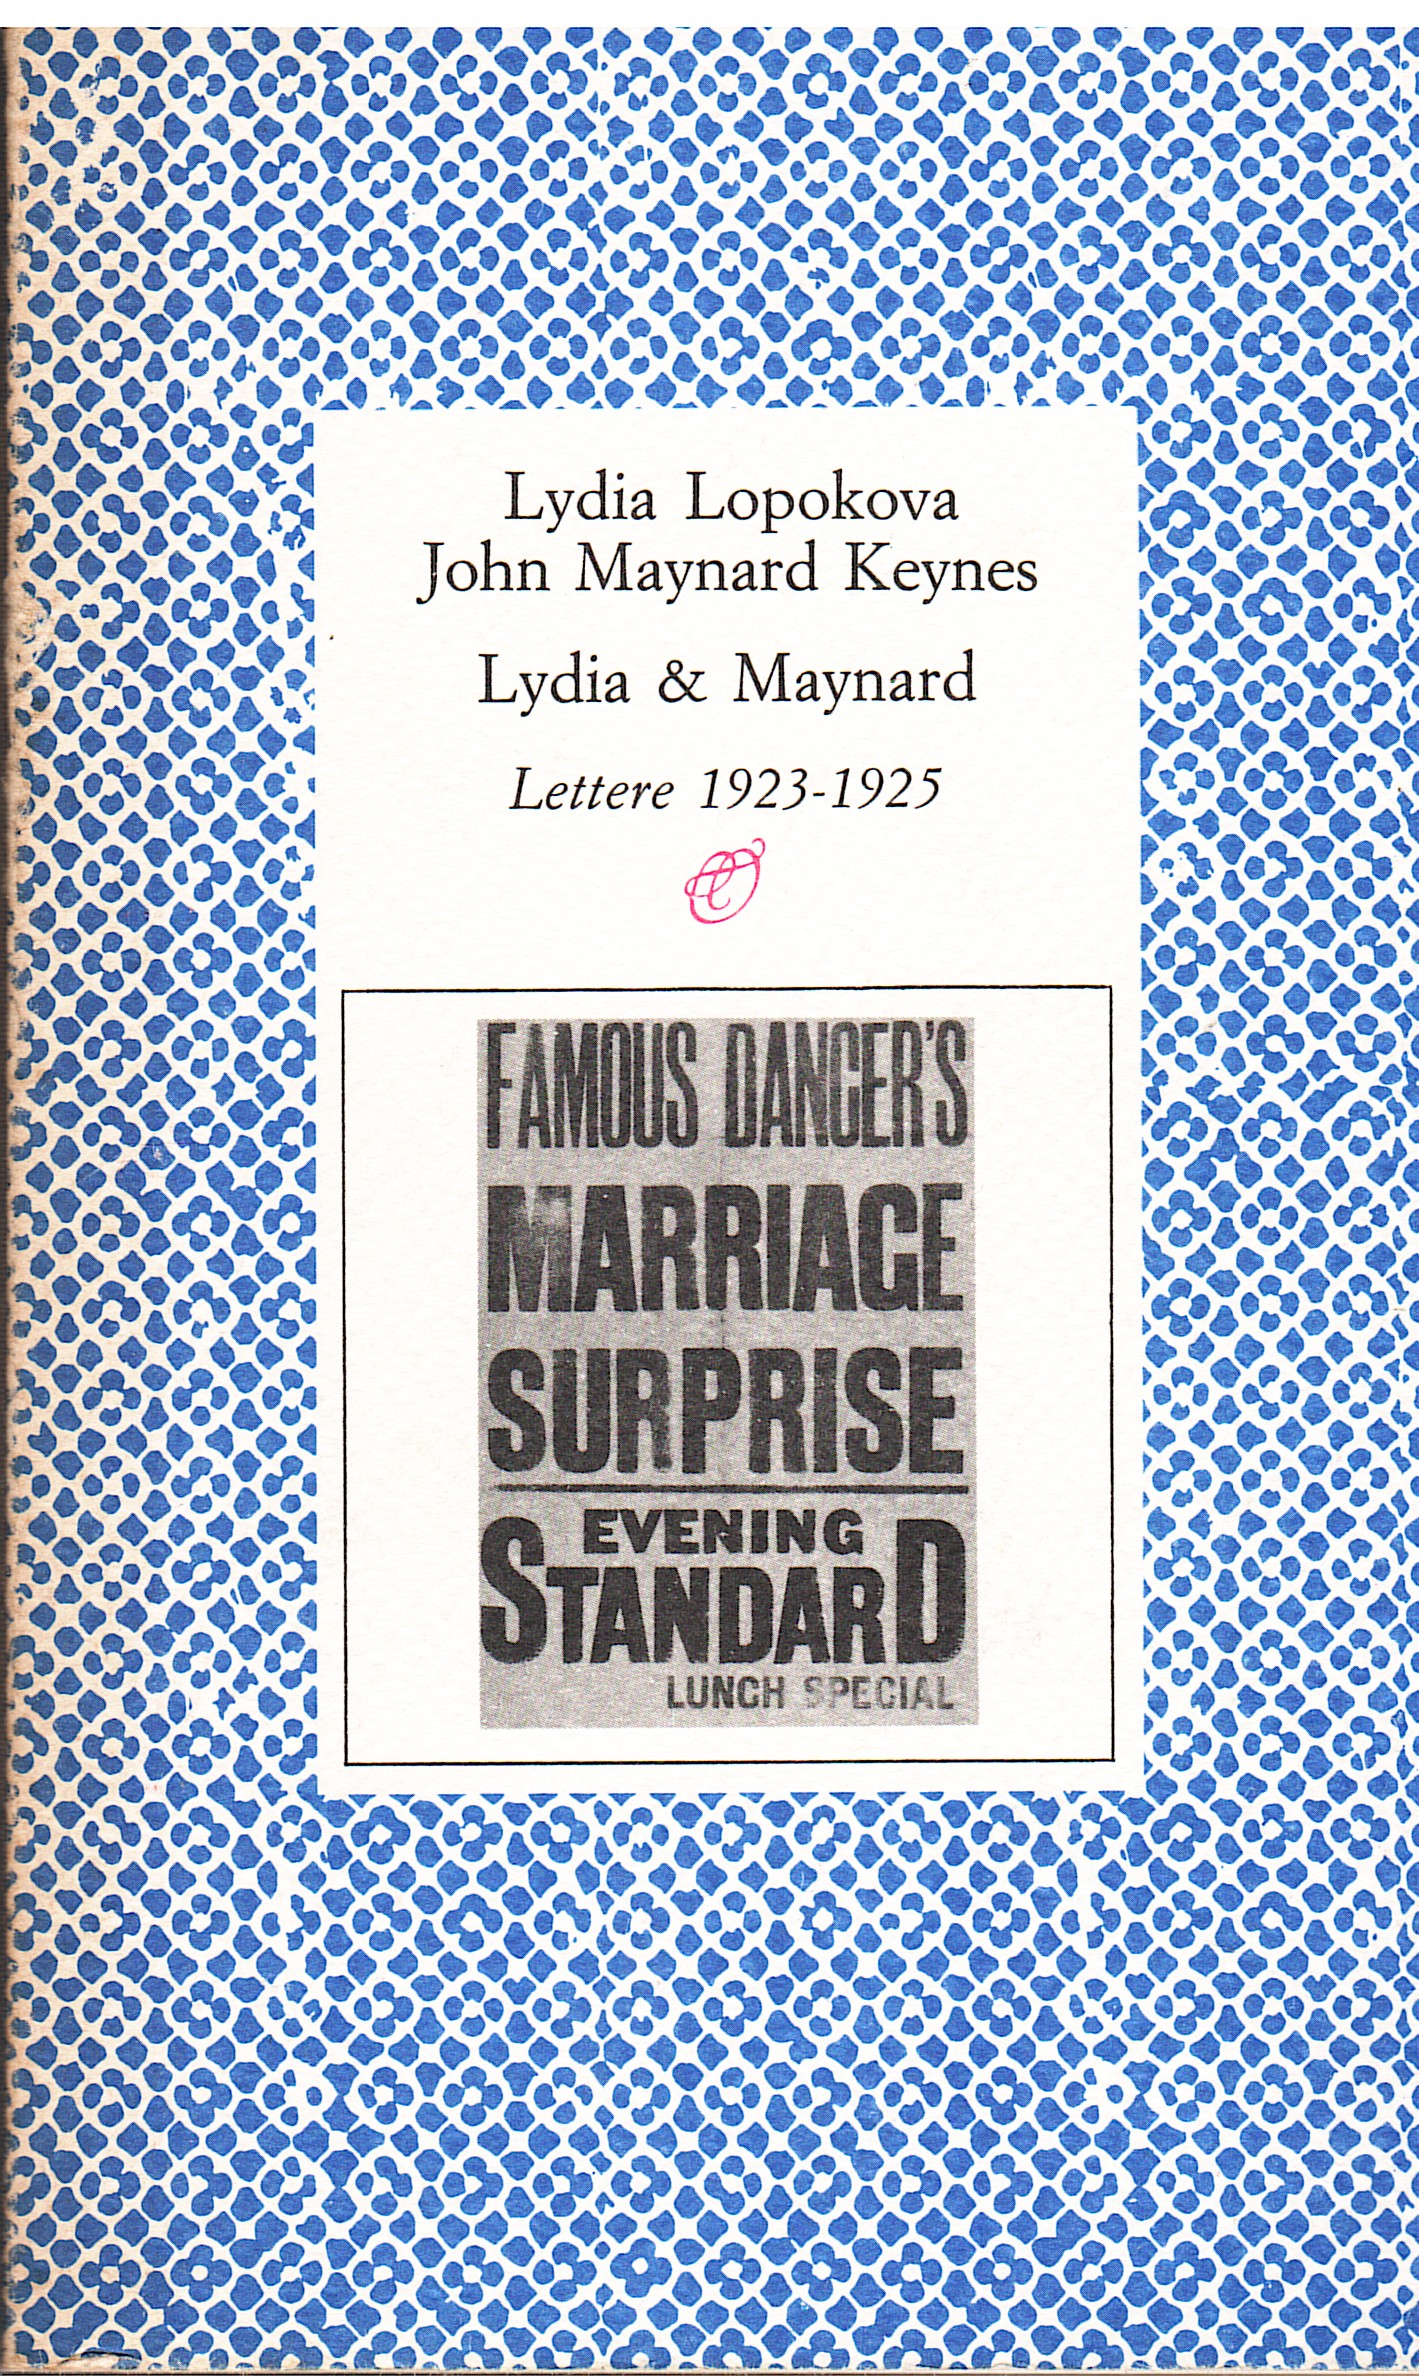 Lydia Lopokova
John Maynard Keynes
Lydia & Maynard
Lettere 1923-1925
FAMOUS DANCER'S
MARRIAGE
SURPRISE
EVENING
STANDARD
LUNCH SPECIAL